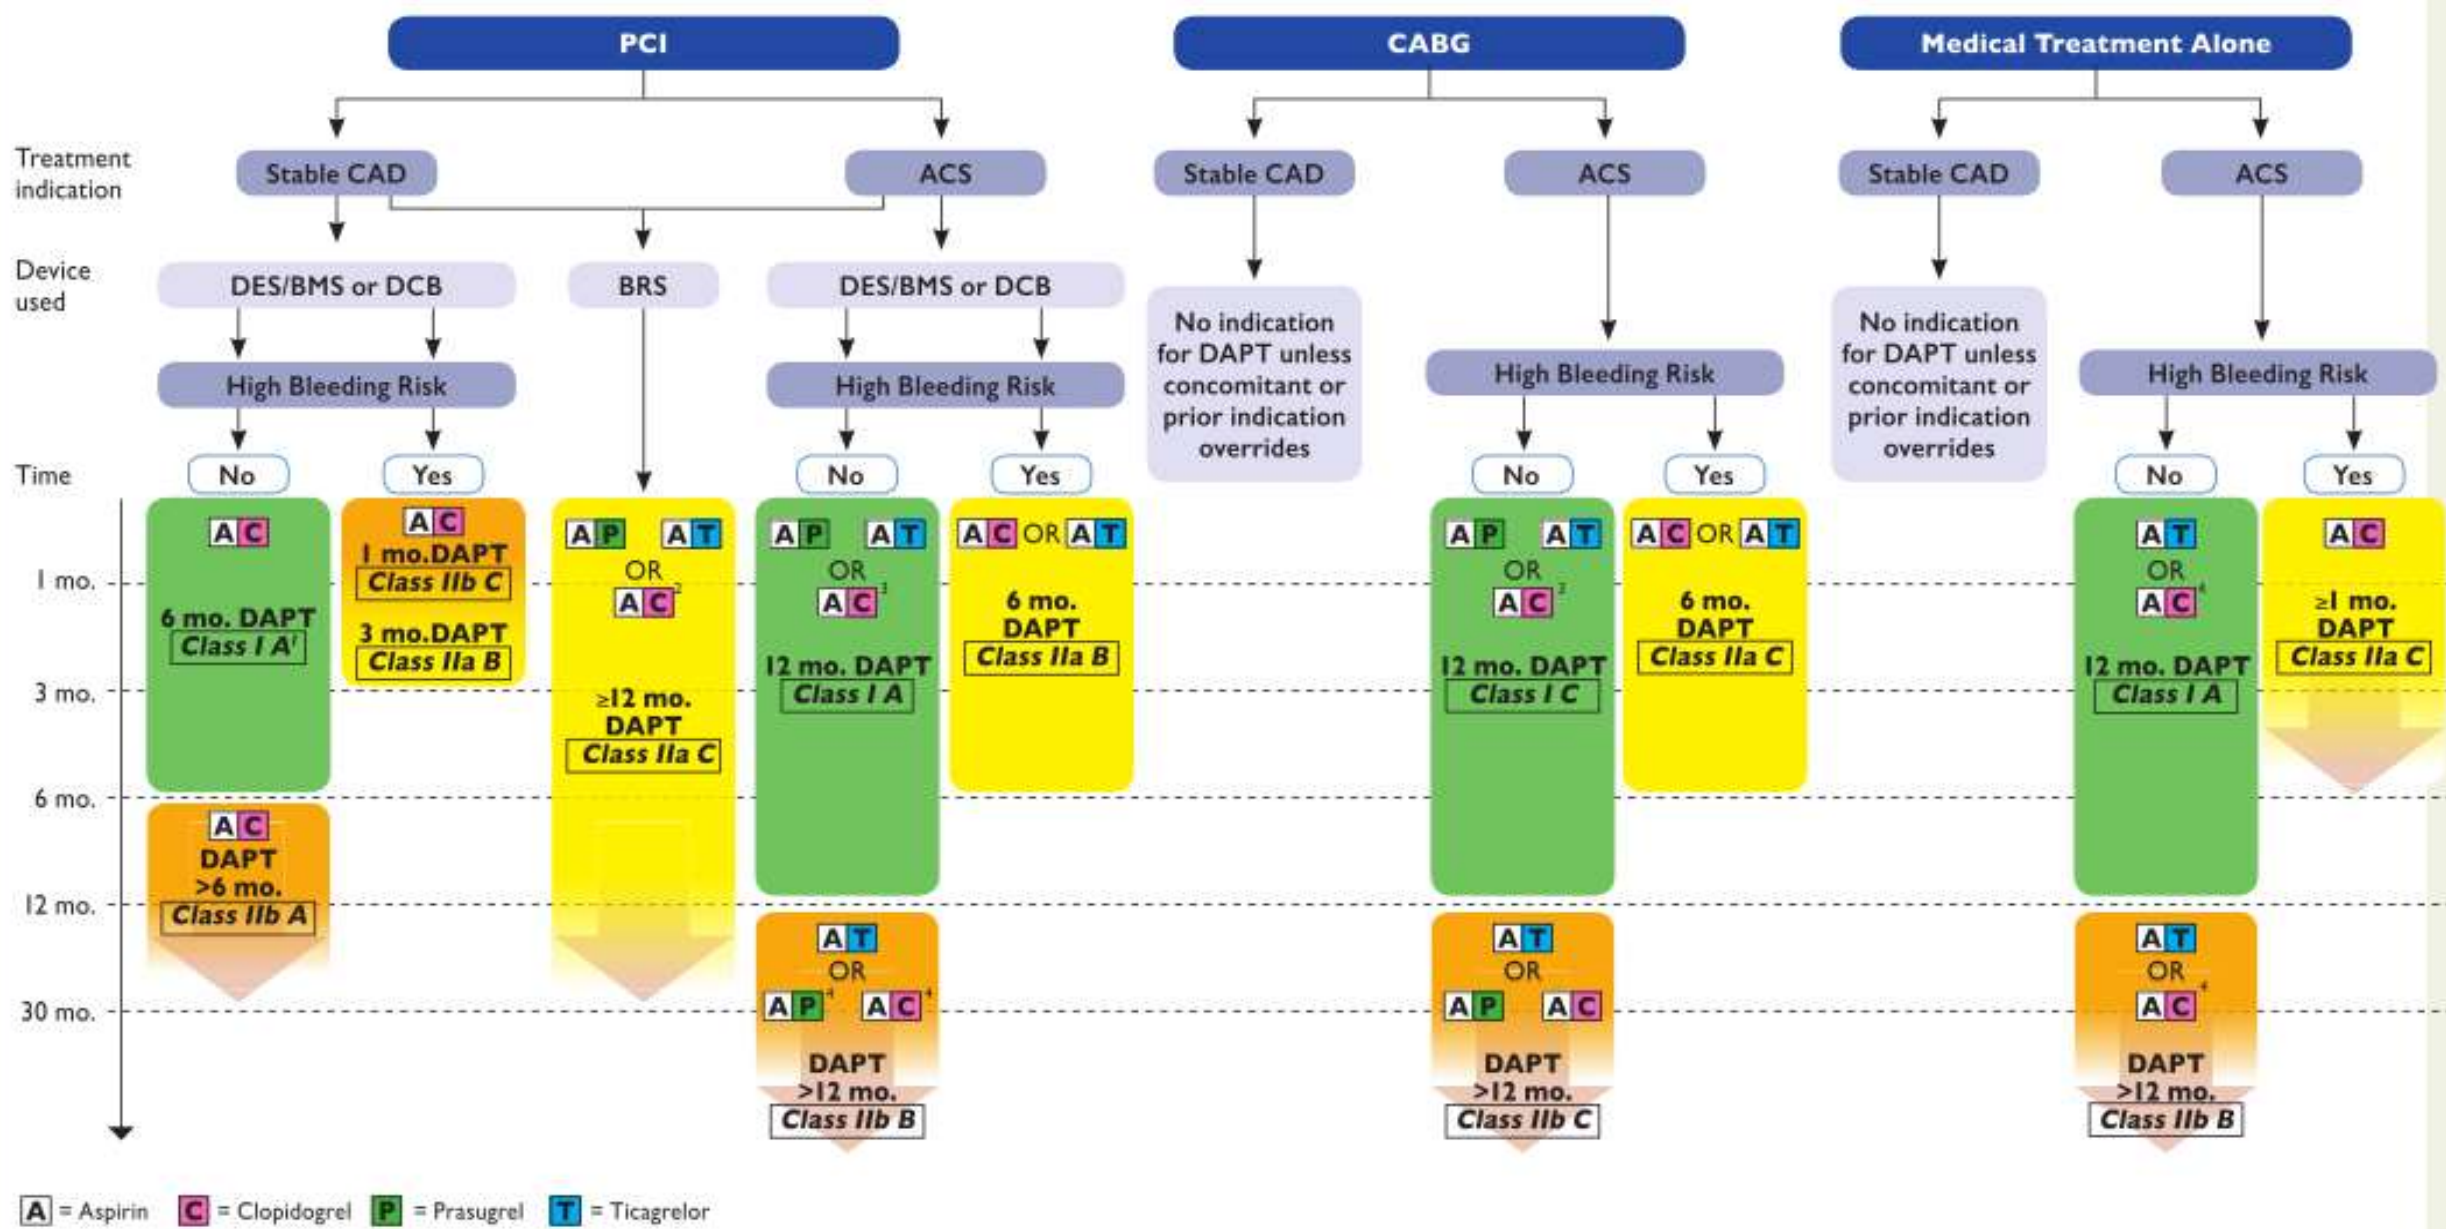 PCI
CABG
Medical Treatment Alone
Treatment
indication
Stable CAD
ACS
Stable CAD
ACS
Stable CAD
ACS
Device
used
DES/BMS or DCB
BRS
DES/BMS or DCB
No indication
for DAPT unless
concomitant or
prior indication
overrides
No indication
for DAPT unless
concomitant or
prior indication
overrides
High Bleeding Risk
High Bleeding Risk
High Bleeding Risk
High Bleeding Risk
Time
No
Yes
No
Yes
No
Yes
No
Yes
1 mo.
3 mo.
6 mo.
12 mo.
30 mo.
A C
6 mo. DAPT
Class I A¹
A C
DAPT
>6 mo.
Class IIb A
A C
1 mo.DAPT
Class IIb C
3 mo.DAPT
Class IIa B
A P A T
OR
A C ²
≥12 mo.
DAPT
Class IIa C
A P A T
OR
A C ³
12 mo. DAPT
Class I A
A T
OR
A P ⁴ A C ⁴
DAPT
>12 mo.
Class IIb B
A C OR A T
6 mo.
DAPT
Class IIa B
A P A T
OR
A C ³
12 mo. DAPT
Class I C
A T
OR
A P A C
DAPT
>12 mo.
Class IIb C
A C OR A T
6 mo.
DAPT
Class IIa C
A T
OR
A C ⁴
12 mo. DAPT
Class I A
A T
OR
A C ⁴
DAPT
>12 mo.
Class IIb B
A C
≥1 mo.
DAPT
Class IIa C
A = Aspirin C = Clopidogrel P = Prasugrel T = Ticagrelor